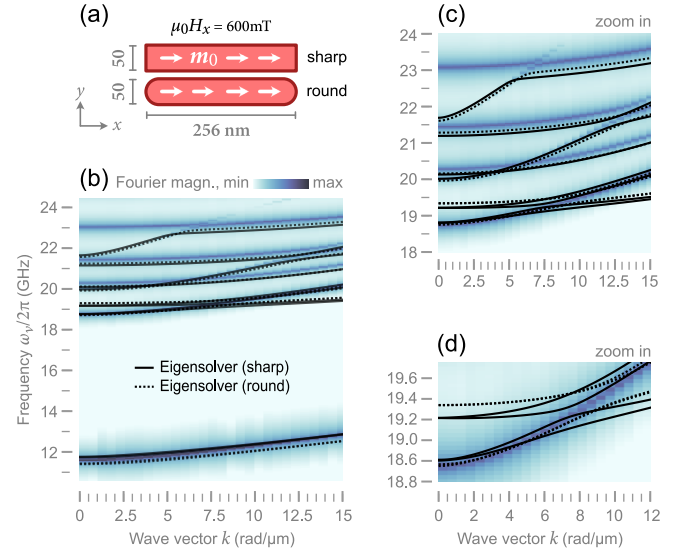 (a)
μ₀Hₓ = 600mT
50
m₀
sharp
50
round
y
x
256 nm
(b)
Fourier magn., min max
24
22
20
18
16
14
12
Frequency ωᵥ/2π (GHz)
Eigensolver (sharp)
Eigensolver (round)
0 2.5 5 7.5 10 12.5 15
Wave vector k (rad/μm)
(c)
zoom in
24
23
22
21
20
19
18
0 2.5 5 7.5 10 12.5 15
(d)
zoom in
19.6
19.4
19.2
19.0
18.6
18.8
0 2 4 6 8 10 12
Wave vector k (rad/μm)